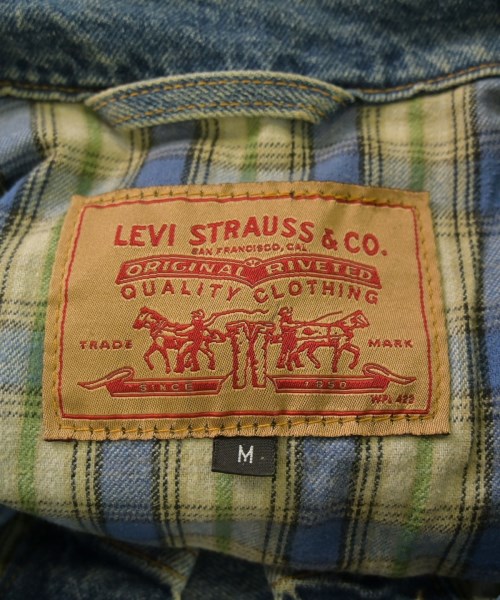 LEVI STRAUSS & CO.
SAN FRANCISCO, CAL
ORIGINAL RIVETED
QUALITY CLOTHING
TRADE MARK
SINCE 1850
WPL 423
M